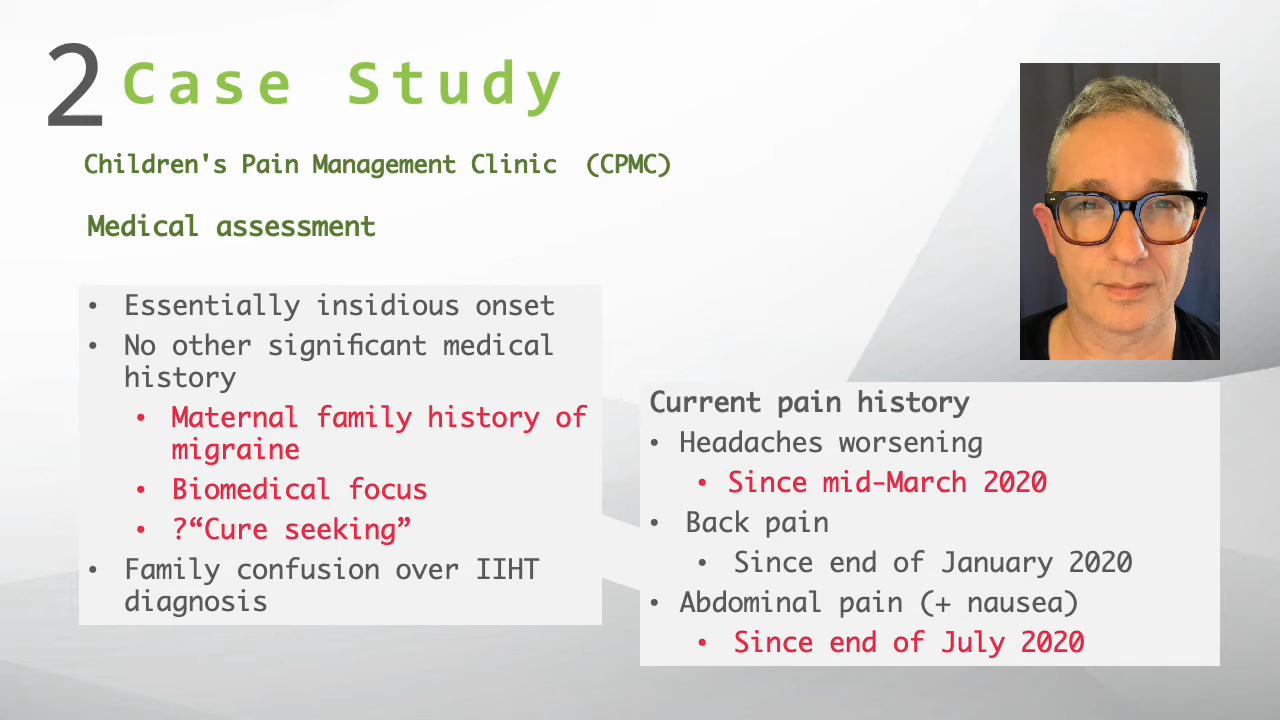 2 Case Study
Children's Pain Management Clinic (CPMC)
Medical assessment
• Essentially insidious onset
• No other significant medical
history
• Maternal family history of
migraine
• Biomedical focus
• ?“Cure seeking”
• Family confusion over IIHT
diagnosis
Current pain history
• Headaches worsening
• Since mid-March 2020
• Back pain
• Since end of January 2020
• Abdominal pain (+ nausea)
• Since end of July 2020